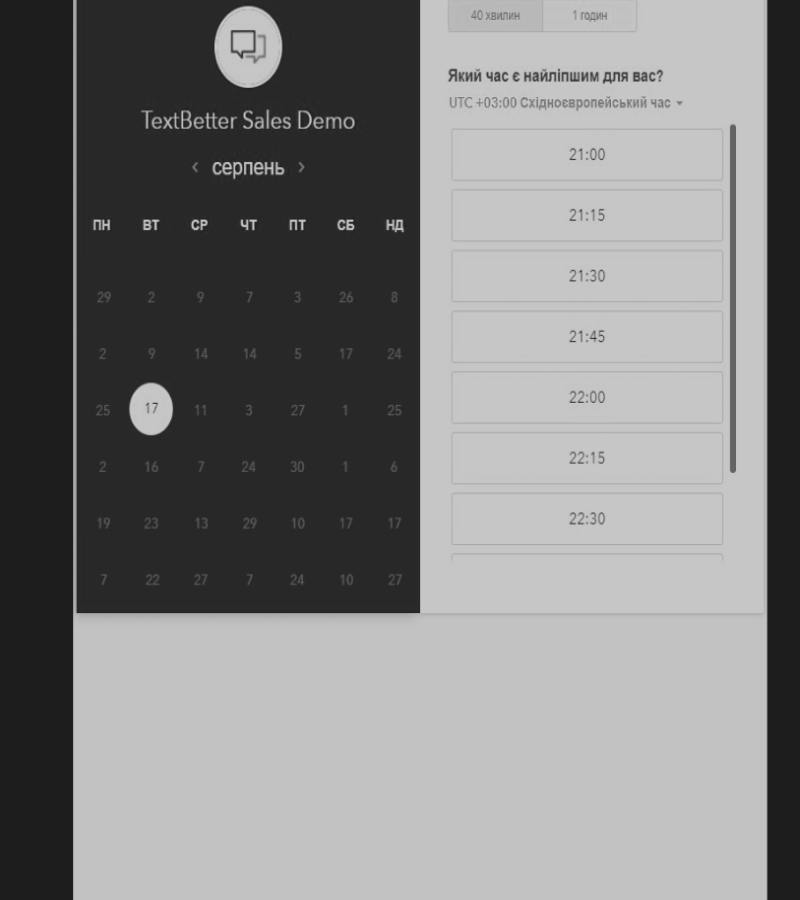 TextBetter Sales Demo
‹ серпень ›
ПН ВТ СР ЧТ ПТ СБ НД
29 2 9 7 3 26 8
2 9 14 14 5 17 24
25 17 11 3 27 1 25
2 16 7 24 30 1 6
19 23 13 29 10 17 17
7 22 27 7 24 10 27
40 хвилин 1 годин
Який час є найліпшим для вас?
UTC +03:00 Східноєвропейський час
21:00
21:15
21:30
21:45
22:00
22:15
22:30